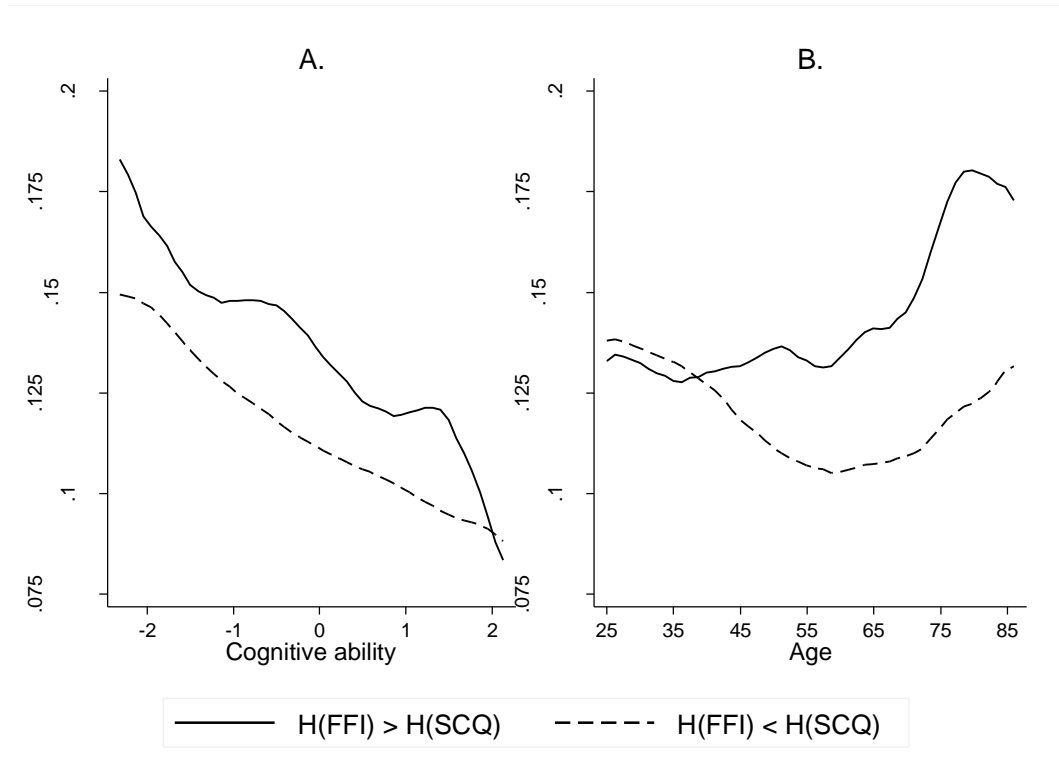 A.
.2
.175
.15
.125
.1
.075
-2 -1 0 1 2
Cognitive ability
B.
.2
.175
.15
.125
.1
.075
25 35 45 55 65 75 85
Age
H(FFI) > H(SCQ) H(FFI) < H(SCQ)